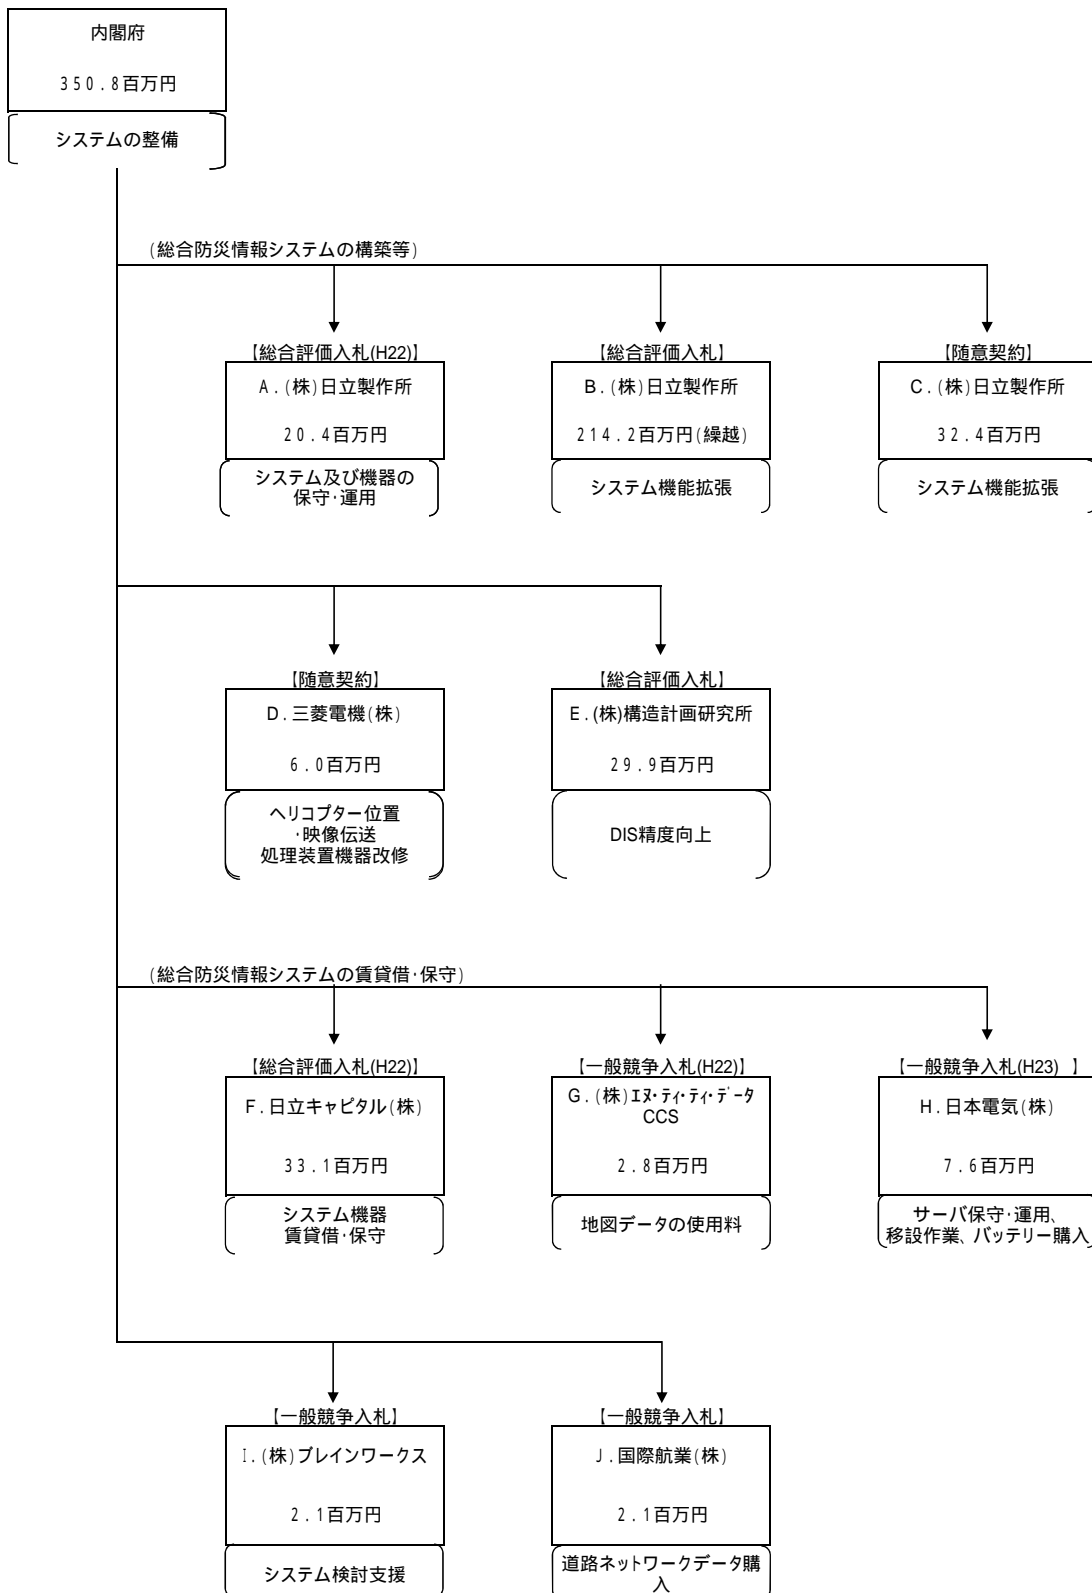 内閣府
350.8百万円
システムの整備
(総合防災情報システムの構築等)
【総合評価入札(H22)】
A.(株)日立製作所
20.4百万円
システム及び機器の
保守・運用
【総合評価入札】
B.(株)日立製作所
214.2百万円(繰越)
システム機能拡張
【随意契約】
C.(株)日立製作所
32.4百万円
システム機能拡張
【随意契約】
D.三菱電機(株)
6.0百万円
ヘリコプター位置
・映像伝送
処理装置機器改修
【総合評価入札】
E.(株)構造計画研究所
29.9百万円
DIS精度向上
(総合防災情報システムの賃貸借・保守)
【総合評価入札(H22)】
F.日立キャピタル(株)
33.1百万円
システム機器
賃貸借・保守
【一般競争入札(H22)】
G.(株)エヌ・ティ・ティ・データ
CCS
2.8百万円
地図データの使用料
【一般競争入札(H23) 】
H.日本電気(株)
7.6百万円
サーバ保守・運用、
移設作業、バッテリー購入
【一般競争入札】
I.(株)ブレインワークス
2.1百万円
システム検討支援
【一般競争入札】
J.国際航業(株)
2.1百万円
道路ネットワークデータ購
入